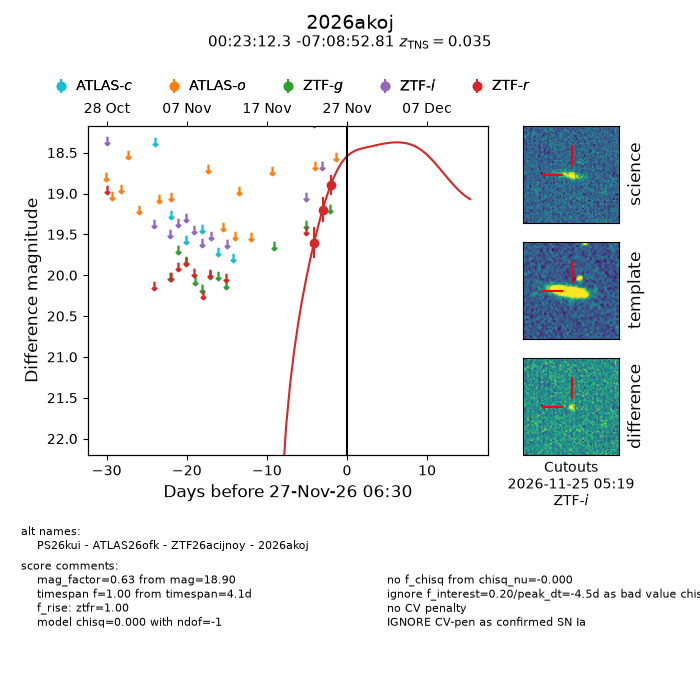 2026akoj
00:23:12.3 -07:08:52.81 zTNS = 0.035
ATLAS-c ATLAS-o ZTF-g ZTF-i ZTF-r
28 Oct 07 Nov 17 Nov 27 Nov 07 Dec
18.5
19.0
19.5
20.0
20.5
21.0
21.5
22.0
Difference magnitude
−30 −20 −10 0 10
Days before 27-Nov-26 06:30
science
template
difference
Cutouts
2026-11-25 05:19
ZTF-i
alt names:
PS26kui - ATLAS26ofk - ZTF26acijnoy - 2026akoj
score comments:
mag_factor=0.63 from mag=18.90
timespan f=1.00 from timespan=4.1d
f_rise: ztfr=1.00
model chisq=0.000 with ndof=-1
no f_chisq from chisq_nu=-0.000
ignore f_interest=0.20/peak_dt=-4.5d as bad value chis
no CV penalty
IGNORE CV-pen as confirmed SN Ia